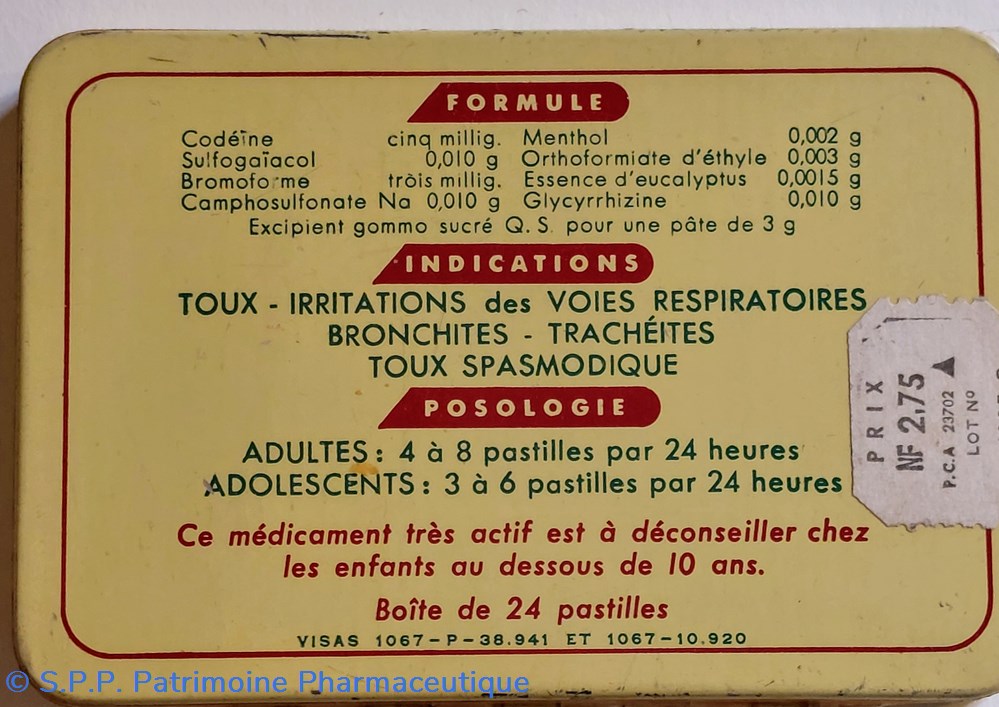 FORMULE
Codéïne cinq millig. Menthol 0,002 g
Sulfogaïacol 0,010 g Orthoformiate d'éthyle 0,003 g
Bromoforme tròis millig. Essence d'eucalyptus 0,0015 g
Camphosulfonate Na 0,010 g Glycyrrhizine 0,010 g
Excipient gommo sucré Q.S. pour une pâte de 3 g
INDICATIONS
TOUX - IRRITATIONS des VOIES RESPIRATOIRES
BRONCHITES - TRACHÉITES
TOUX SPASMODIQUE
POSOLOGIE
ADULTES : 4 à 8 pastilles par 24 heures
ADOLESCENTS : 3 à 6 pastilles par 24 heures
Ce médicament très actif est à déconseiller chez
les enfants au dessous de 10 ans.
Boîte de 24 pastilles
VISAS 1067-P-38.941 ET 1067-10.920
PRIX
NF 2,75
P.C.A 23702
LOT No
© S.P.P. Patrimoine Pharmaceutique